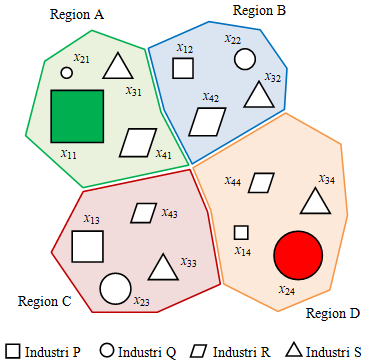 Region A
Region B
x21
x31
x11
x41
x12
x22
x32
x42
x44
x34
x14
x24
x13
x43
x33
x23
Region C
Region D
Industri P Industri Q Industri R Industri S